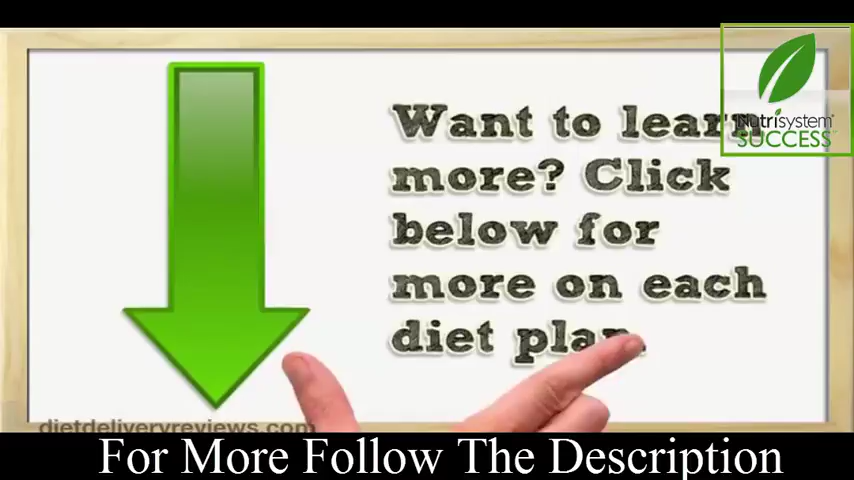 Want to learn
more? Click
below for
more on each
diet plan.
Nutrisystem®
SUCCESS
dietdeliveryreviews.com
For More Follow The Description